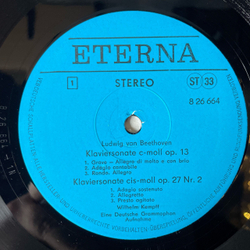 ETERNA
1
STEREO
ST 33
8 26 664
Ludwig van Beethoven
Klaviersonate c-moll op. 13
1. Grave - Allegro di molto e con brio
2. Adagio cantabile
3. Rondo. Allegro
Klaviersonate cis-moll op. 27 Nr. 2
1. Adagio sostenuto
2. Allegretto
3. Presto agitato
Wilhelm Kempff
Eine Deutsche Grammophon
Aufnahme